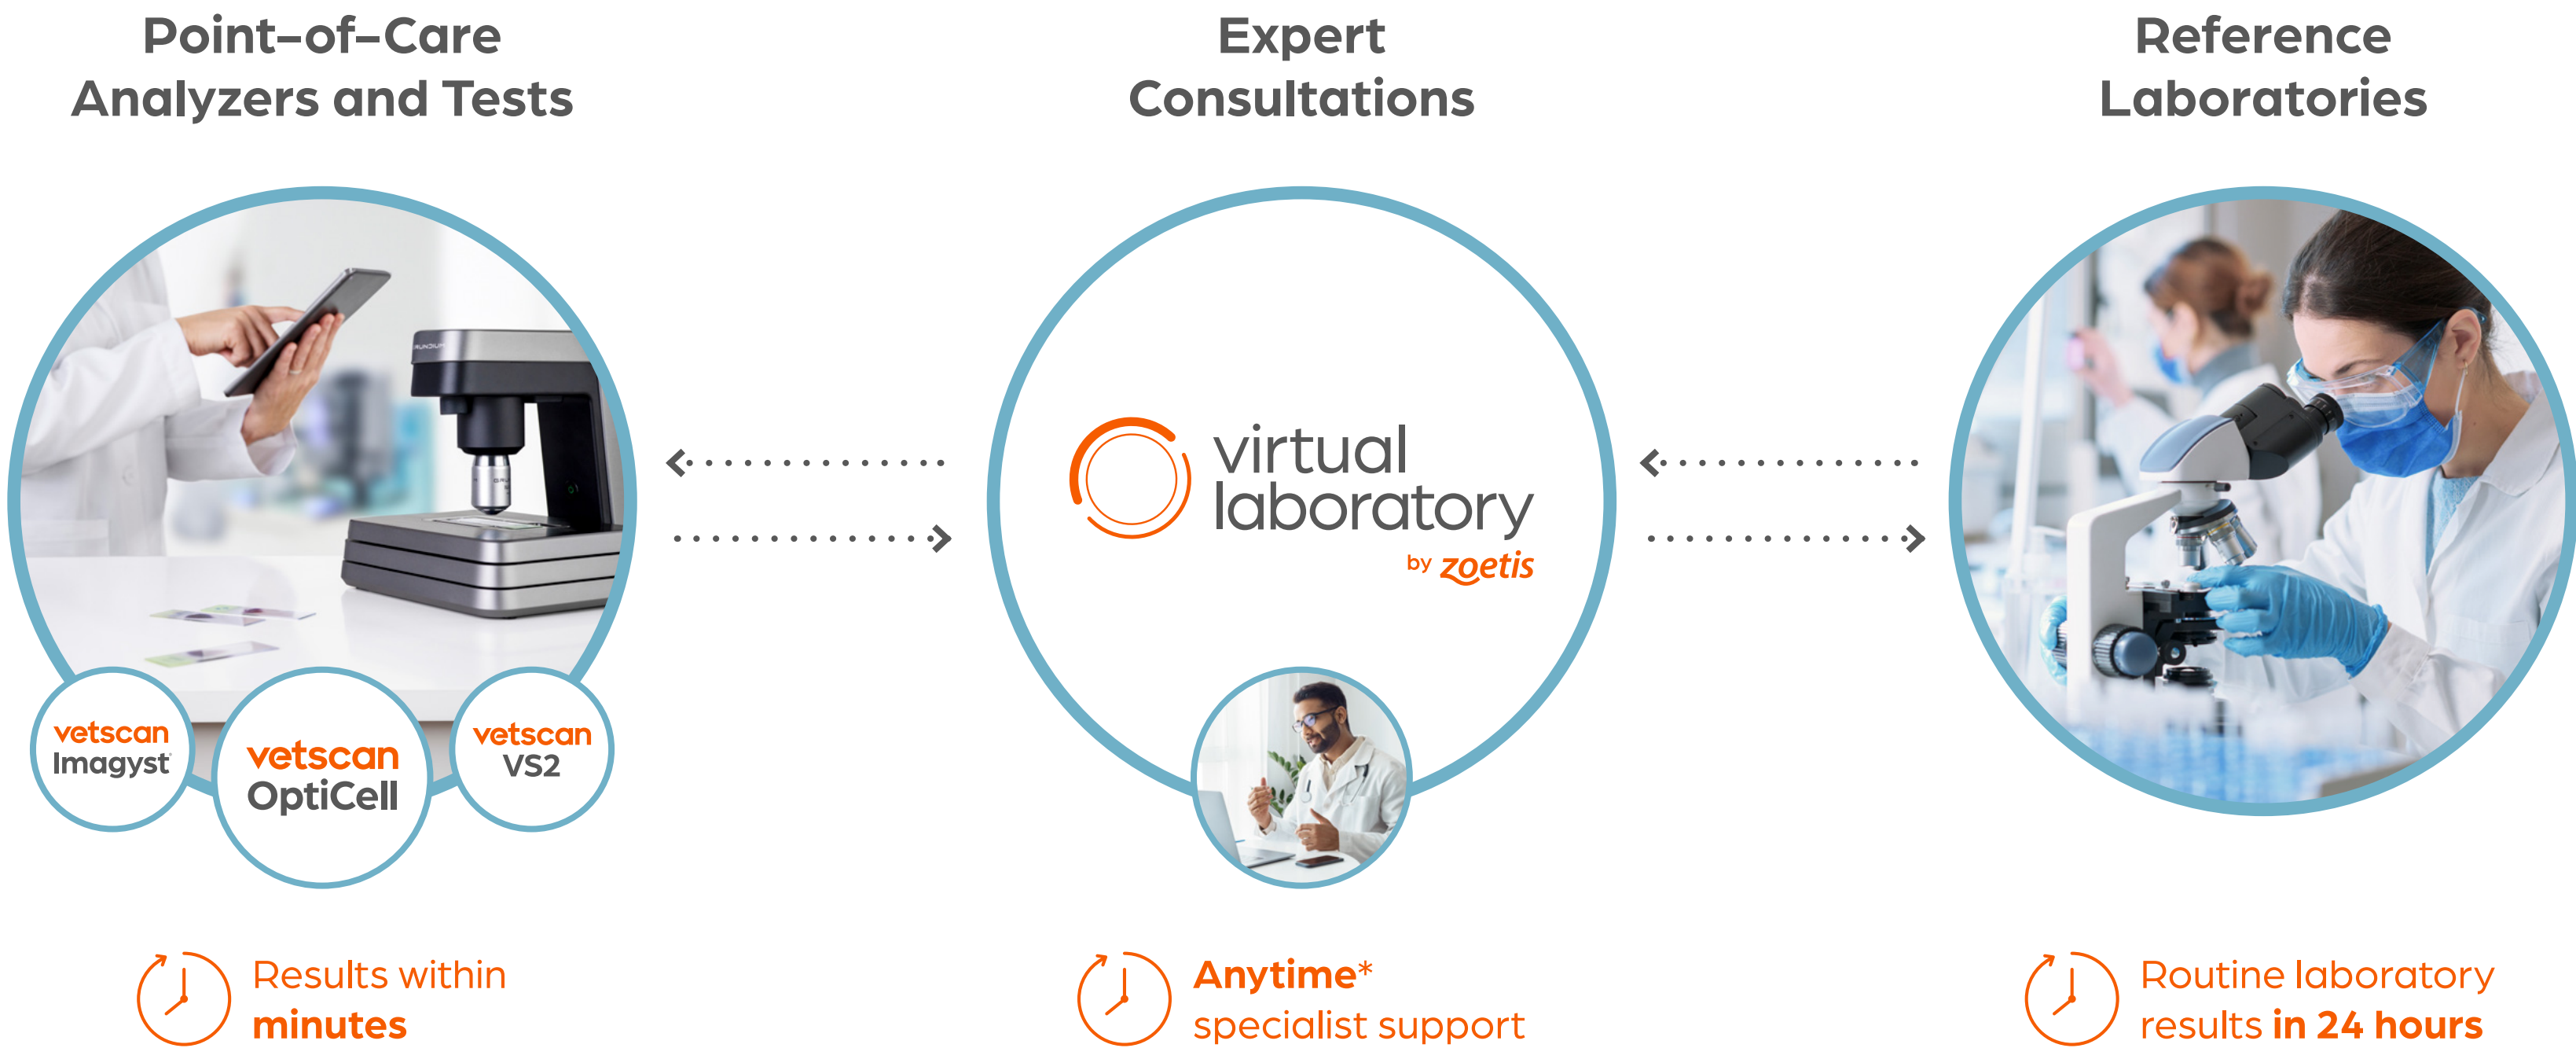 Point-of-Care
Analyzers and Tests
Expert
Consultations
Reference
Laboratories
GRUNDIUM
virtual
laboratory
by zoetis
vetscan
Imagyst
vetscan
OptiCell
vetscan
VS2
Results within
minutes
Anytime*
specialist support
Routine laboratory
results in 24 hours